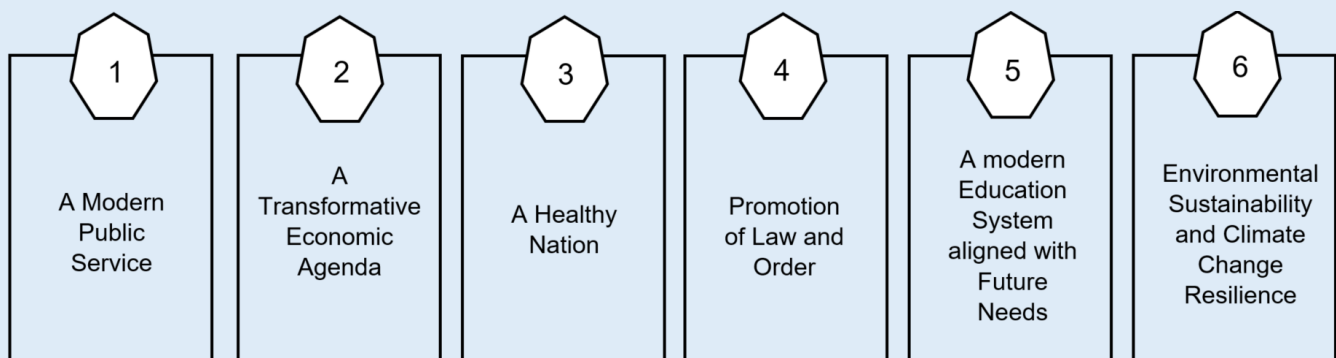 1
A Modern
Public
Service
2
A
Transformative
Economic
Agenda
3
A Healthy
Nation
4
Promotion
of Law and
Order
5
A modern
Education
System
aligned with
Future
Needs
6
Environmental
Sustainability
and Climate
Change
Resilience